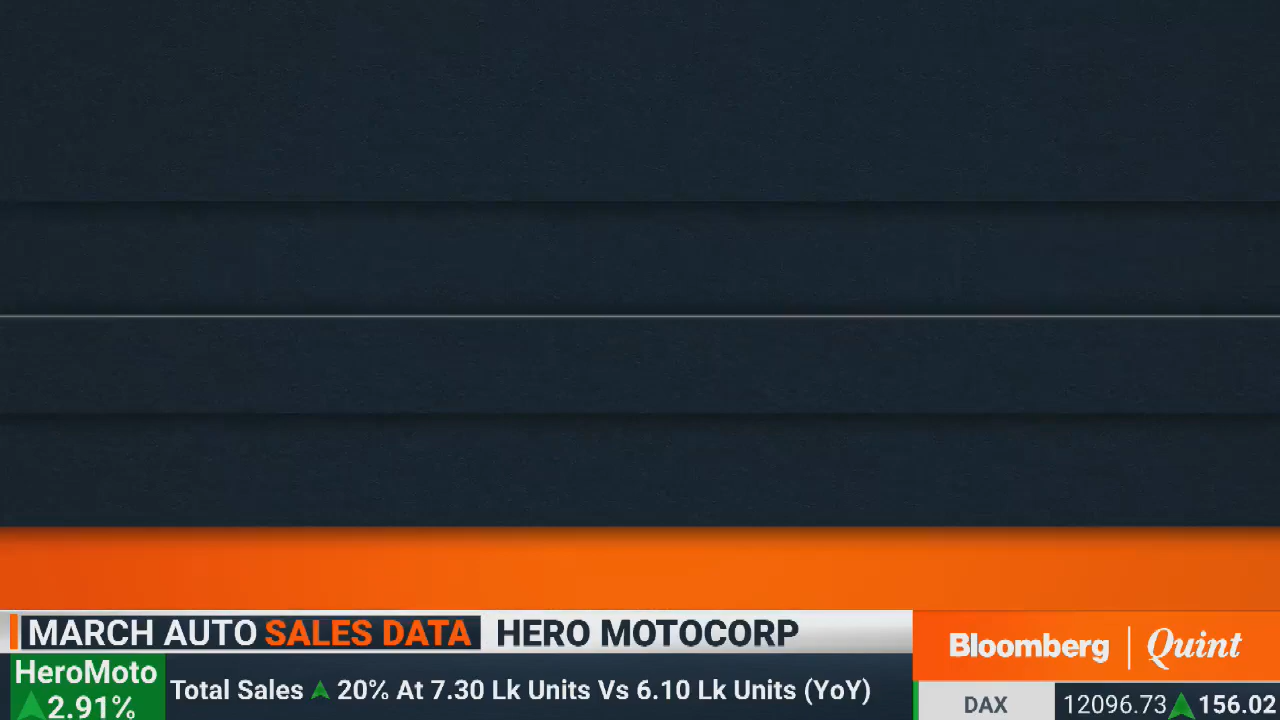 MARCH AUTO SALES DATA HERO MOTOCORP
HeroMoto
2.91%
Total Sales 20% At 7.30 Lk Units Vs 6.10 Lk Units (YoY)
Bloomberg | Quint
DAX 12096.73 156.02